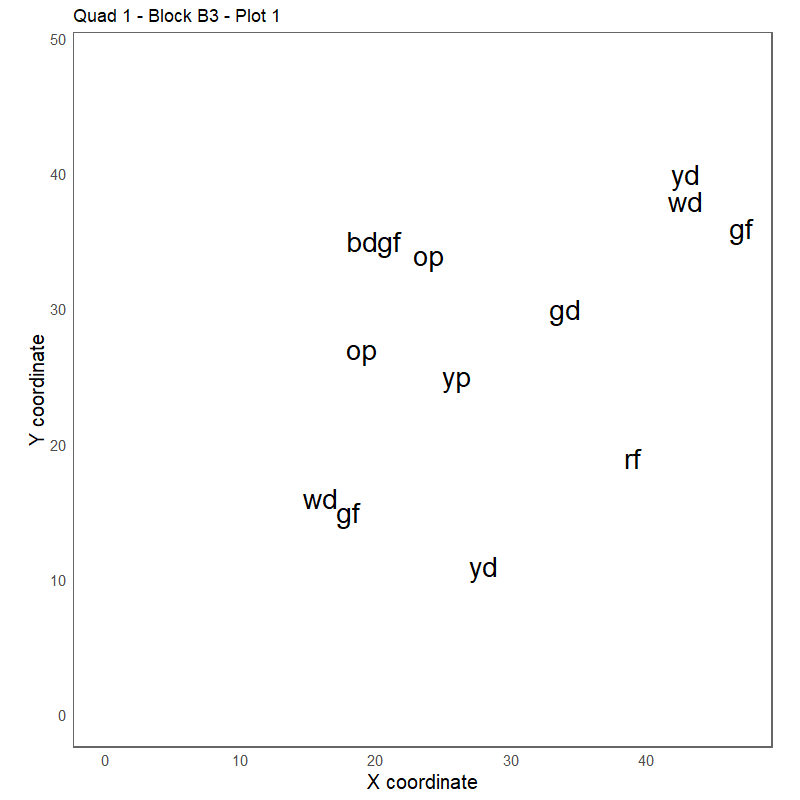 Quad 1 - Block B3 - Plot 1
50
40
30
20
10
0
Y coordinate
yd
wd
gf
bdgf
op
gd
op
yp
rf
wd
gf
yd
0 10 20 30 40
X coordinate